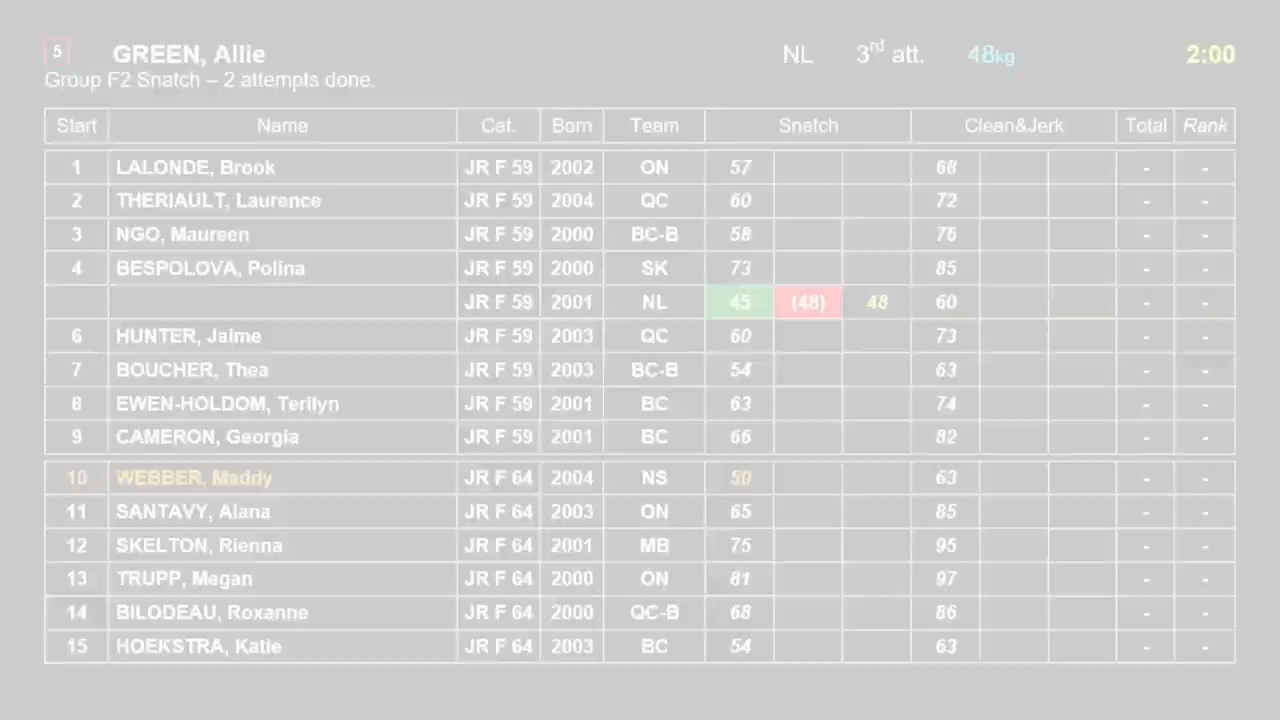 5 GREEN, Allie NL 3rd att. 48kg 2:00
Group F2 Snatch – 2 attempts done.
Start Name Cat. Born Team Snatch Clean&Jerk Total Rank
1 LALONDE, Brook JR F 59 2002 ON 57 68 - -
2 THERIAULT, Laurence JR F 59 2004 QC 60 72 - -
3 NGO, Maureen JR F 59 2000 BC-B 58 76 - -
4 BESPOLOVA, Polina JR F 59 2000 SK 73 85 - -
JR F 59 2001 NL 45 (48) 48 60 - -
6 HUNTER, Jaime JR F 59 2003 QC 60 73 - -
7 BOUCHER, Thea JR F 59 2003 BC-B 54 63 - -
8 EWEN-HOLDOM, Terilyn JR F 59 2001 BC 63 74 - -
9 CAMERON, Georgia JR F 59 2001 BC 66 82 - -
10 WEBBER, Maddy JR F 64 2004 NS 50 63 - -
11 SANTAVY, Alana JR F 64 2003 ON 65 85 - -
12 SKELTON, Rienna JR F 64 2001 MB 75 95 - -
13 TRUPP, Megan JR F 64 2000 ON 81 97 - -
14 BILODEAU, Roxanne JR F 64 2000 QC-B 68 86 - -
15 HOEKSTRA, Katie JR F 64 2003 BC 54 63 - -